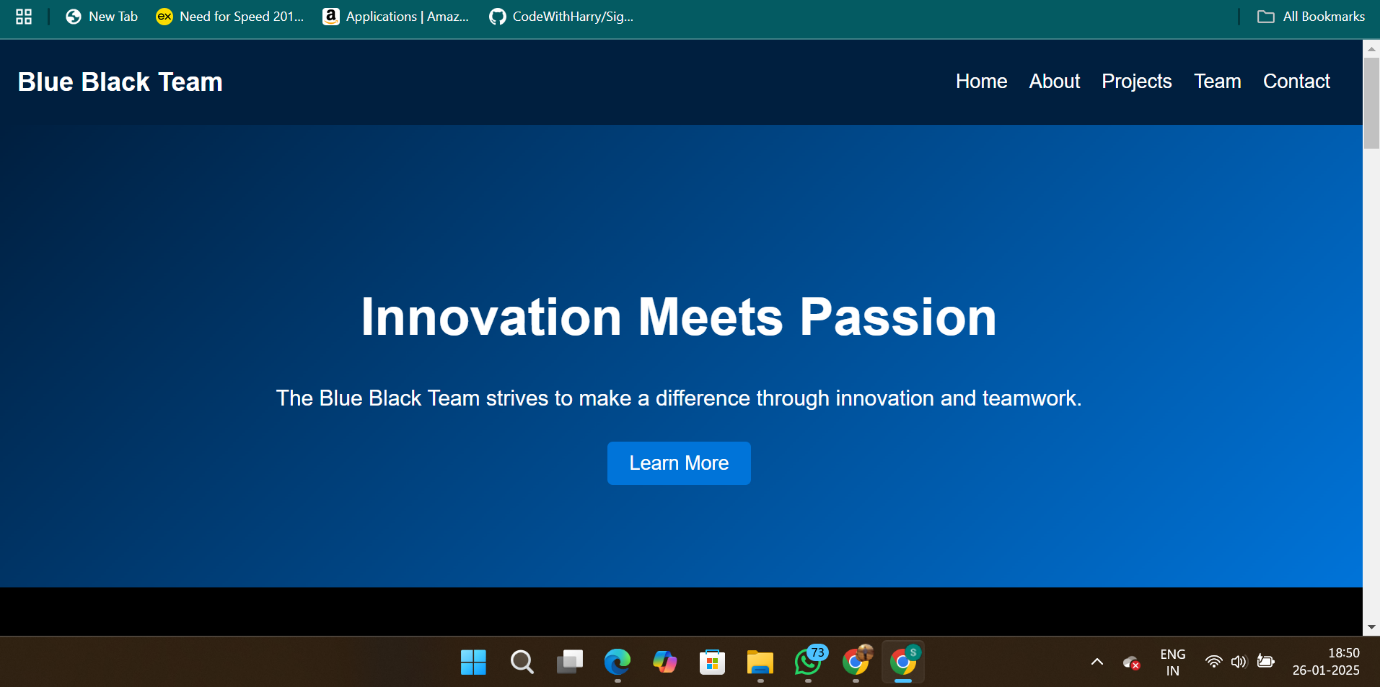 New Tab
ex Need for Speed 201...
a Applications | Amaz...
CodeWithHarry/Sig...
All Bookmarks
Blue Black Team
Home About Projects Team Contact
Innovation Meets Passion
The Blue Black Team strives to make a difference through innovation and teamwork.
Learn More
73
S
ENG
IN
18:50
26-01-2025